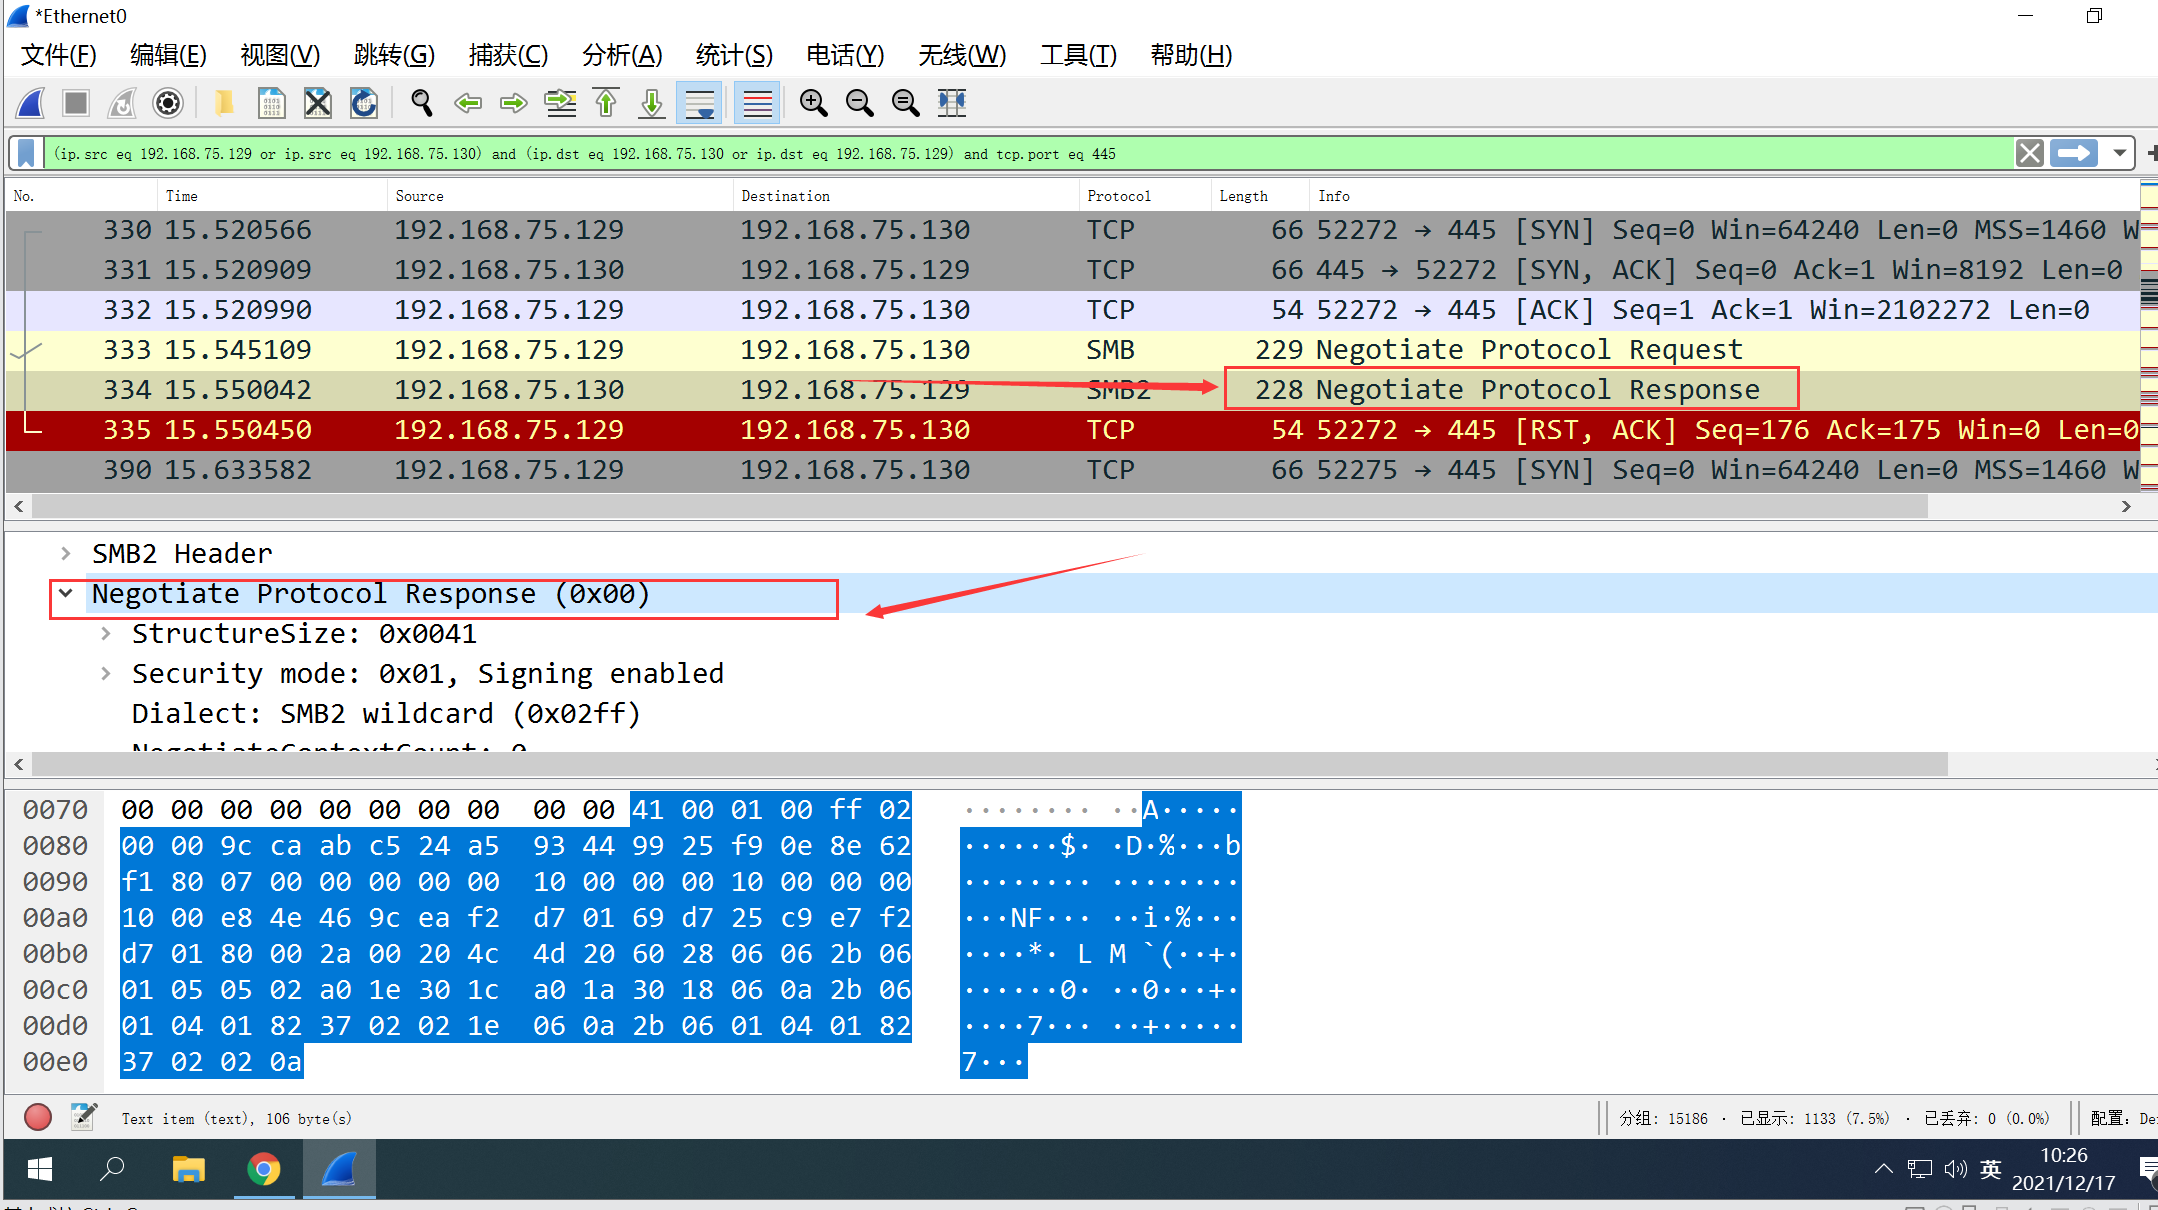 *Ethernet0
文件(F) 编辑(E) 视图(V) 跳转(G) 捕获(C) 分析(A) 统计(S) 电话(Y) 无线(W) 工具(T) 帮助(H)
(ip.src eq 192.168.75.129 or ip.src eq 192.168.75.130) and (ip.dst eq 192.168.75.130 or ip.dst eq 192.168.75.129) and tcp.port eq 445
No. Time Source Destination Protocol Length Info
330 15.520566 192.168.75.129 192.168.75.130 TCP 66 52272 → 445 [SYN] Seq=0 Win=64240 Len=0 MSS=1460 W
331 15.520909 192.168.75.130 192.168.75.129 TCP 66 445 → 52272 [SYN, ACK] Seq=0 Ack=1 Win=8192 Len=0
332 15.520990 192.168.75.129 192.168.75.130 TCP 54 52272 → 445 [ACK] Seq=1 Ack=1 Win=2102272 Len=0
333 15.545109 192.168.75.129 192.168.75.130 SMB 229 Negotiate Protocol Request
334 15.550042 192.168.75.130 192.168.75.129 SMB2 228 Negotiate Protocol Response
335 15.550450 192.168.75.129 192.168.75.130 TCP 54 52272 → 445 [RST, ACK] Seq=176 Ack=175 Win=0 Len=0
390 15.633582 192.168.75.129 192.168.75.130 TCP 66 52275 → 445 [SYN] Seq=0 Win=64240 Len=0 MSS=1460 W
SMB2 Header
Negotiate Protocol Response (0x00)
StructureSize: 0x0041
Security mode: 0x01, Signing enabled
Dialect: SMB2 wildcard (0x02ff)
NegotiateContextCount: 0
0070 00 00 00 00 00 00 00 00 00 00 41 00 01 00 ff 02 ········ ··A·····
0080 00 00 9c ca ab c5 24 a5 93 44 99 25 f9 0e 8e 62 ······$· ·D·%···b
0090 f1 80 07 00 00 00 00 00 10 00 00 00 10 00 00 00 ········ ········
00a0 10 00 e8 4e 46 9c ea f2 d7 01 69 d7 25 c9 e7 f2 ···NF··· ··i·%···
00b0 d7 01 80 00 2a 00 20 4c 4d 20 60 28 06 06 2b 06 ····*· L M `(··+·
00c0 01 05 05 02 a0 1e 30 1c a0 1a 30 18 06 0a 2b 06 ······0· ··0···+·
00d0 01 04 01 82 37 02 02 1e 06 0a 2b 06 01 04 01 82 ····7··· ··+·····
00e0 37 02 02 0a 7···
Text item (text), 106 byte(s) 分组: 15186 · 已显示: 1133 (7.5%) · 已丢弃: 0 (0.0%) 配置: De
英
10:26
2021/12/17